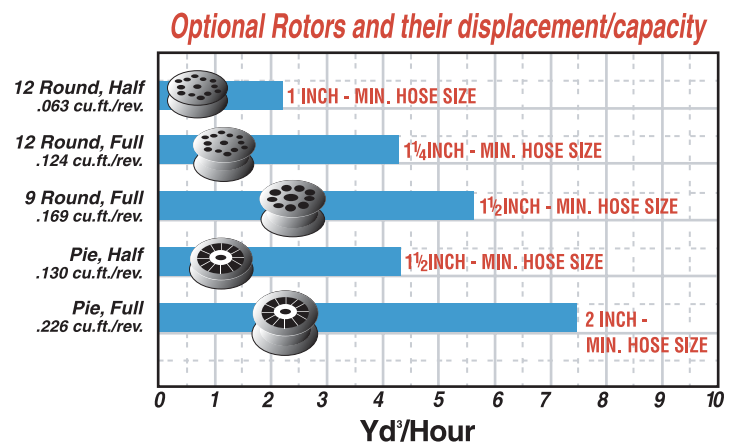 Optional Rotors and their displacement/capacity
12 Round, Half
.063 cu.ft./rev.
1 INCH - MIN. HOSE SIZE
12 Round, Full
.124 cu.ft./rev.
1¼INCH - MIN. HOSE SIZE
9 Round, Full
.169 cu.ft./rev.
1½INCH - MIN. HOSE SIZE
Pie, Half
.130 cu.ft./rev.
1½INCH - MIN. HOSE SIZE
Pie, Full
.226 cu.ft./rev.
2 INCH -
MIN. HOSE SIZE
0 1 2 3 4 5 6 7 8 9 10
Yd³/Hour